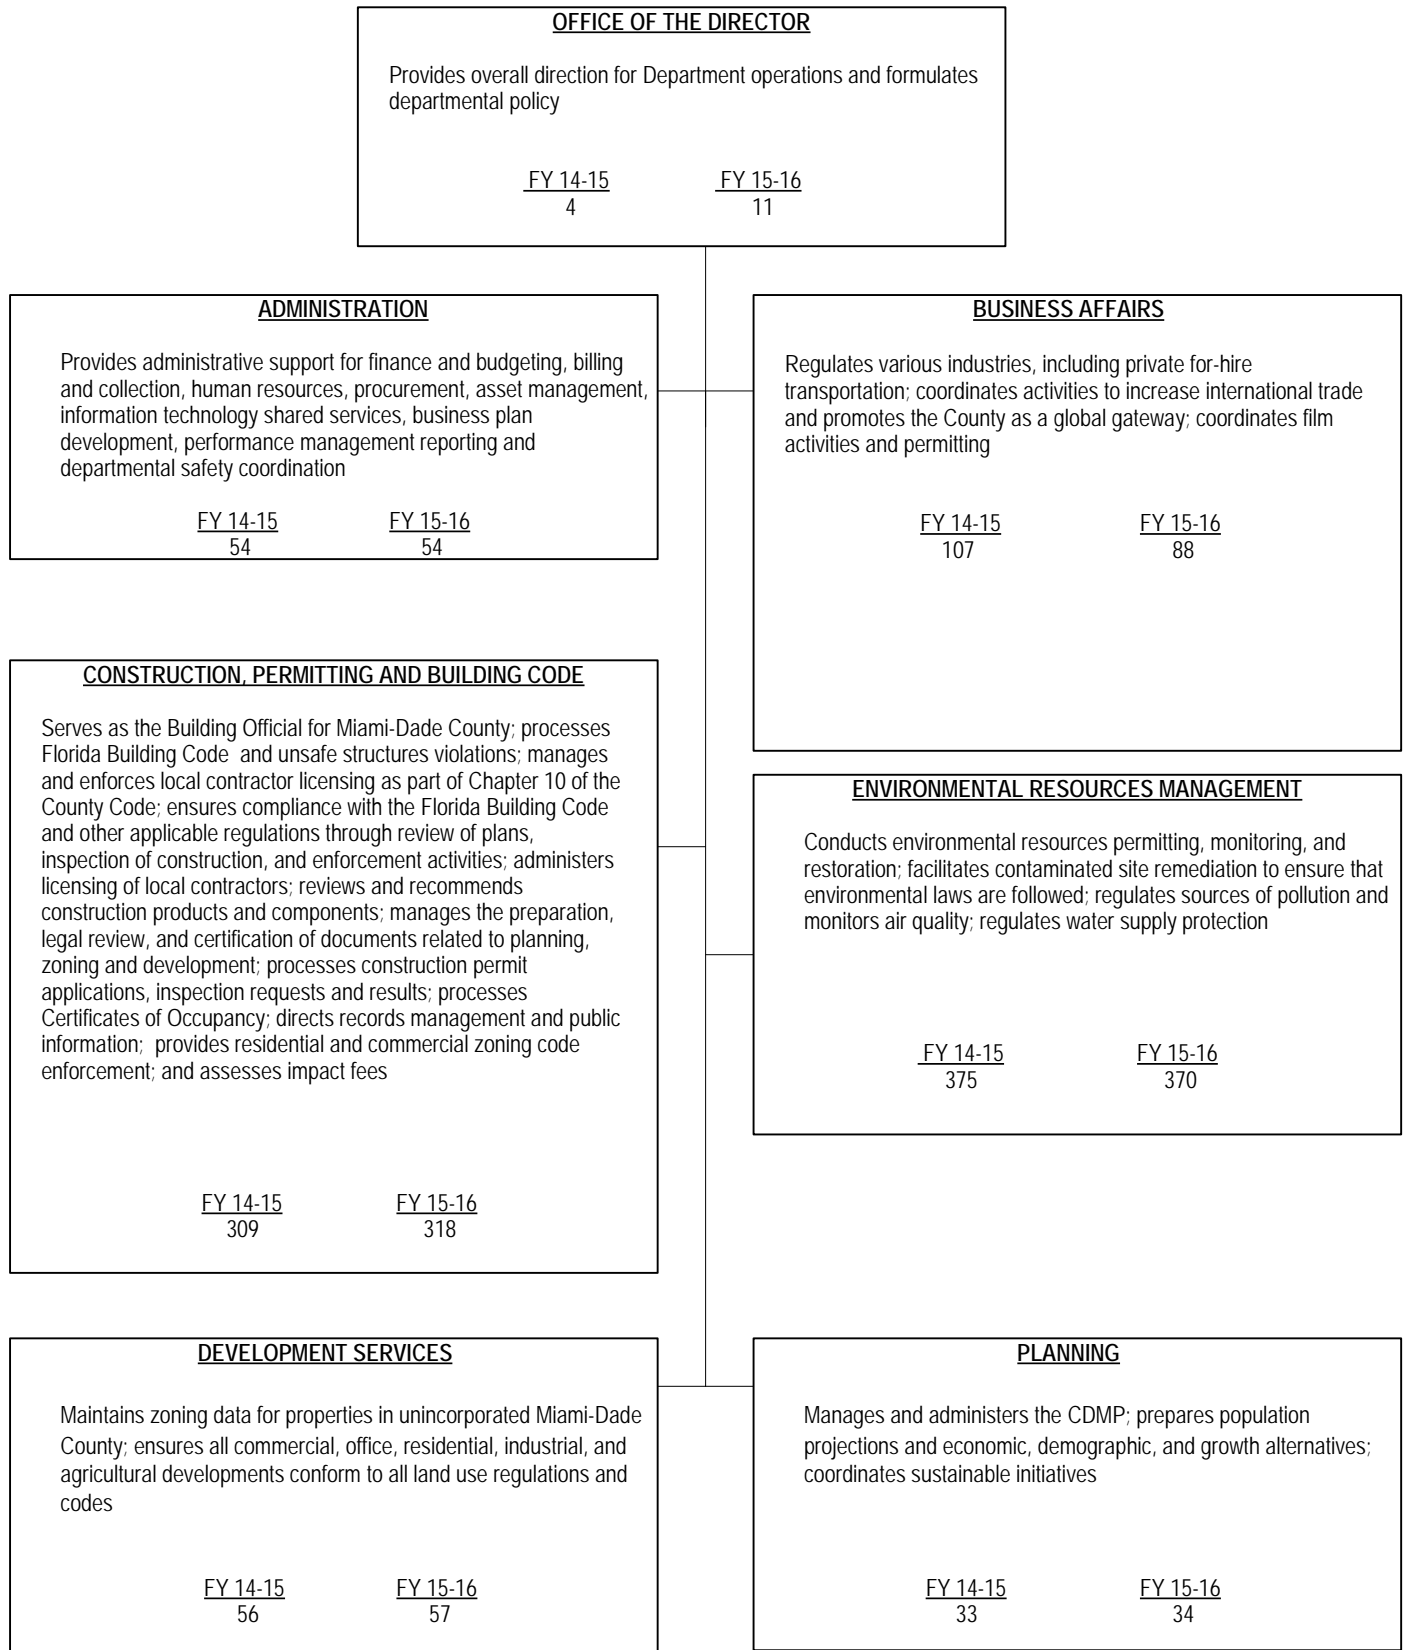 OFFICE OF THE DIRECTOR
Provides overall direction for Department operations and formulates
departmental policy
FY 14-15 FY 15-16
4 11
ADMINISTRATION
Provides administrative support for finance and budgeting, billing
and collection, human resources, procurement, asset management,
information technology shared services, business plan
development, performance management reporting and
departmental safety coordination
FY 14-15 FY 15-16
54 54
BUSINESS AFFAIRS
Regulates various industries, including private for-hire
transportation; coordinates activities to increase international trade
and promotes the County as a global gateway; coordinates film
activities and permitting
FY 14-15 FY 15-16
107 88
CONSTRUCTION, PERMITTING AND BUILDING CODE
Serves as the Building Official for Miami-Dade County; processes
Florida Building Code and unsafe structures violations; manages
and enforces local contractor licensing as part of Chapter 10 of the
County Code; ensures compliance with the Florida Building Code
and other applicable regulations through review of plans,
inspection of construction, and enforcement activities; administers
licensing of local contractors; reviews and recommends
construction products and components; manages the preparation,
legal review, and certification of documents related to planning,
zoning and development; processes construction permit
applications, inspection requests and results; processes
Certificates of Occupancy; directs records management and public
information; provides residential and commercial zoning code
enforcement; and assesses impact fees
FY 14-15 FY 15-16
309 318
ENVIRONMENTAL RESOURCES MANAGEMENT
Conducts environmental resources permitting, monitoring, and
restoration; facilitates contaminated site remediation to ensure that
environmental laws are followed; regulates sources of pollution and
monitors air quality; regulates water supply protection
FY 14-15 FY 15-16
375 370
DEVELOPMENT SERVICES
Maintains zoning data for properties in unincorporated Miami-Dade
County; ensures all commercial, office, residential, industrial, and
agricultural developments conform to all land use regulations and
codes
FY 14-15 FY 15-16
56 57
PLANNING
Manages and administers the CDMP; prepares population
projections and economic, demographic, and growth alternatives;
coordinates sustainable initiatives
FY 14-15 FY 15-16
33 34